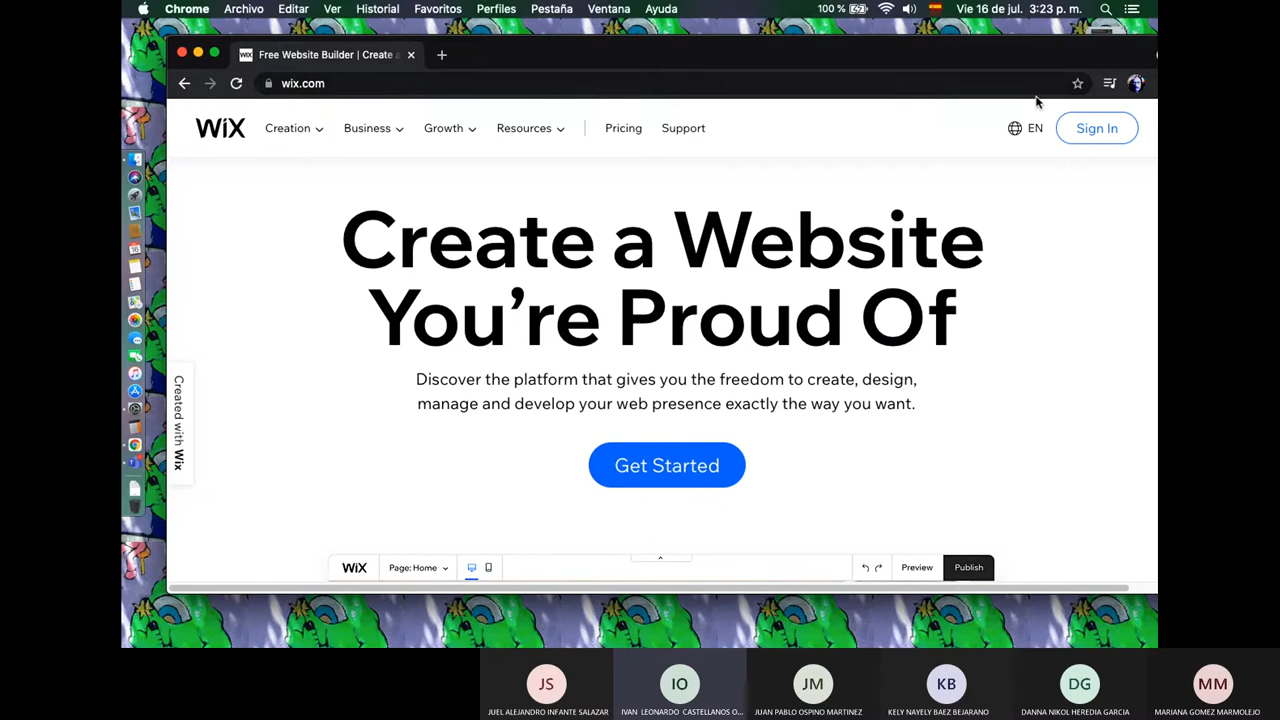 Chrome Archivo Editar Ver Historial Favoritos Perfiles Pestaña Ventana Ayuda 100 % Vie 16 de jul. 3:23 p. m.
WiX Free Website Builder | Create a
wix.com
WiX Creation Business Growth Resources Pricing Support EN Sign In
Create a Website
You're Proud Of
Discover the platform that gives you the freedom to create, design,
manage and develop your web presence exactly the way you want.
Get Started
Created with Wix
WiX Page: Home Preview Publish
JS IO JM KB DG MM
JUEL ALEJANDRO INFANTE SALAZAR IVAN LEONARDO CASTELLANOS O... JUAN PABLO OSPINO MARTINEZ KELY NAYELY BAEZ BEJARANO DANNA NIKOL HEREDIA GARCIA MARIANA GOMEZ MARMOLEJO